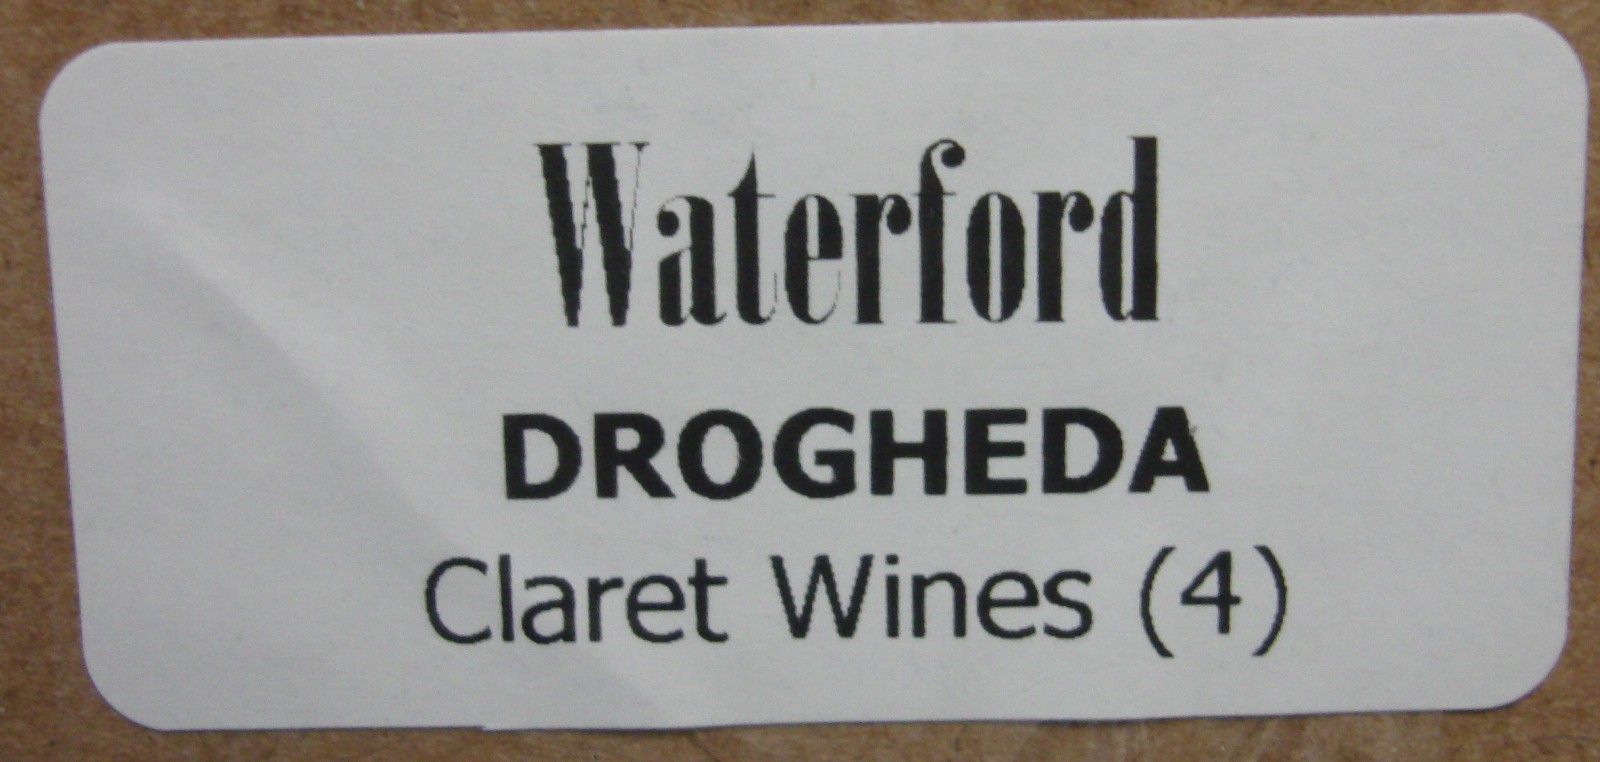 Waterford
DROGHEDA
Claret Wines (4)